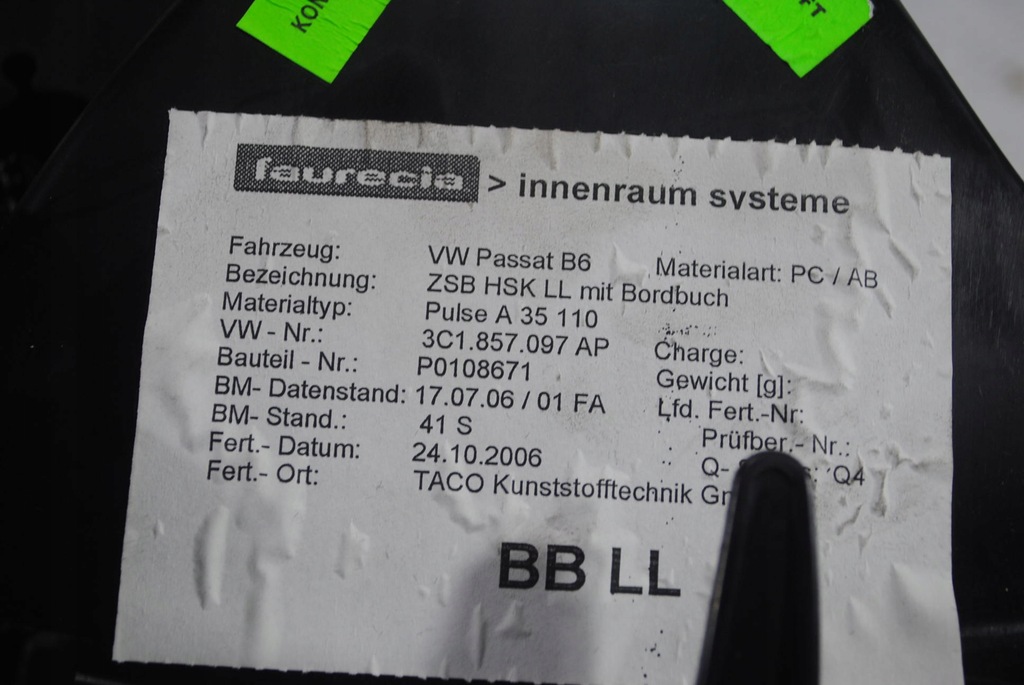 KON
FT
faurecia > innenraum systeme
Fahrzeug: VW Passat B6 Materialart: PC / AB
Bezeichnung: ZSB HSK LL mit Bordbuch
Materialtyp: Pulse A 35 110
VW - Nr.: 3C1.857.097 AP Charge:
Bauteil - Nr.: P0108671 Gewicht [g]:
BM- Datenstand: 17.07.06 / 01 FA Lfd. Fert.-Nr:
BM- Stand.: 41 S Prüfber.- Nr.:
Fert.- Datum: 24.10.2006 Q- : Q4
Fert.- Ort: TACO Kunststofftechnik
BB LL